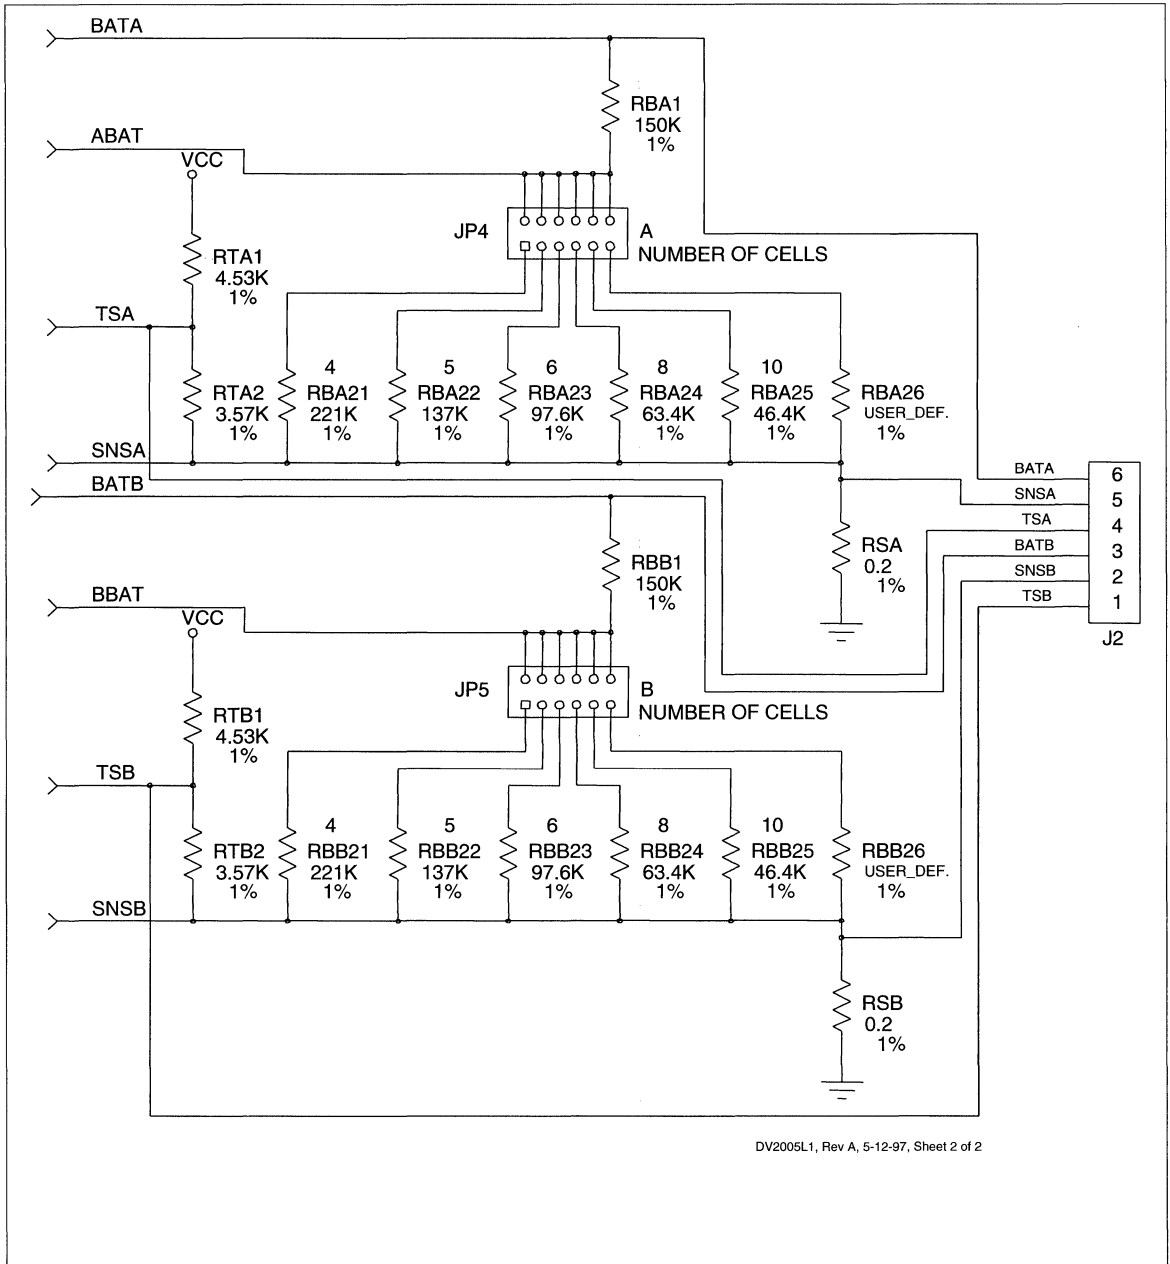 BATA
RBA1
150K
1%
ABAT
VCC
JP4
A
NUMBER OF CELLS
RTA1
4.53K
1%
TSA
4
5
6
8
10
RTA2
3.57K
1%
RBA21
221K
1%
RBA22
137K
1%
RBA23
97.6K
1%
RBA24
63.4K
1%
RBA25
46.4K
1%
RBA26
USER_DEF.
1%
SNSA
BATB
BATA
6
SNSA
5
TSA
4
BATB
3
SNSB
2
TSB
1
J2
RSA
0.2
1%
RBB1
150K
1%
BBAT
VCC
JP5
B
NUMBER OF CELLS
RTB1
4.53K
1%
TSB
4
5
6
8
10
RTB2
3.57K
1%
RBB21
221K
1%
RBB22
137K
1%
RBB23
97.6K
1%
RBB24
63.4K
1%
RBB25
46.4K
1%
RBB26
USER_DEF.
1%
SNSB
RSB
0.2
1%
DV2005L1, Rev A, 5-12-97, Sheet 2 of 2